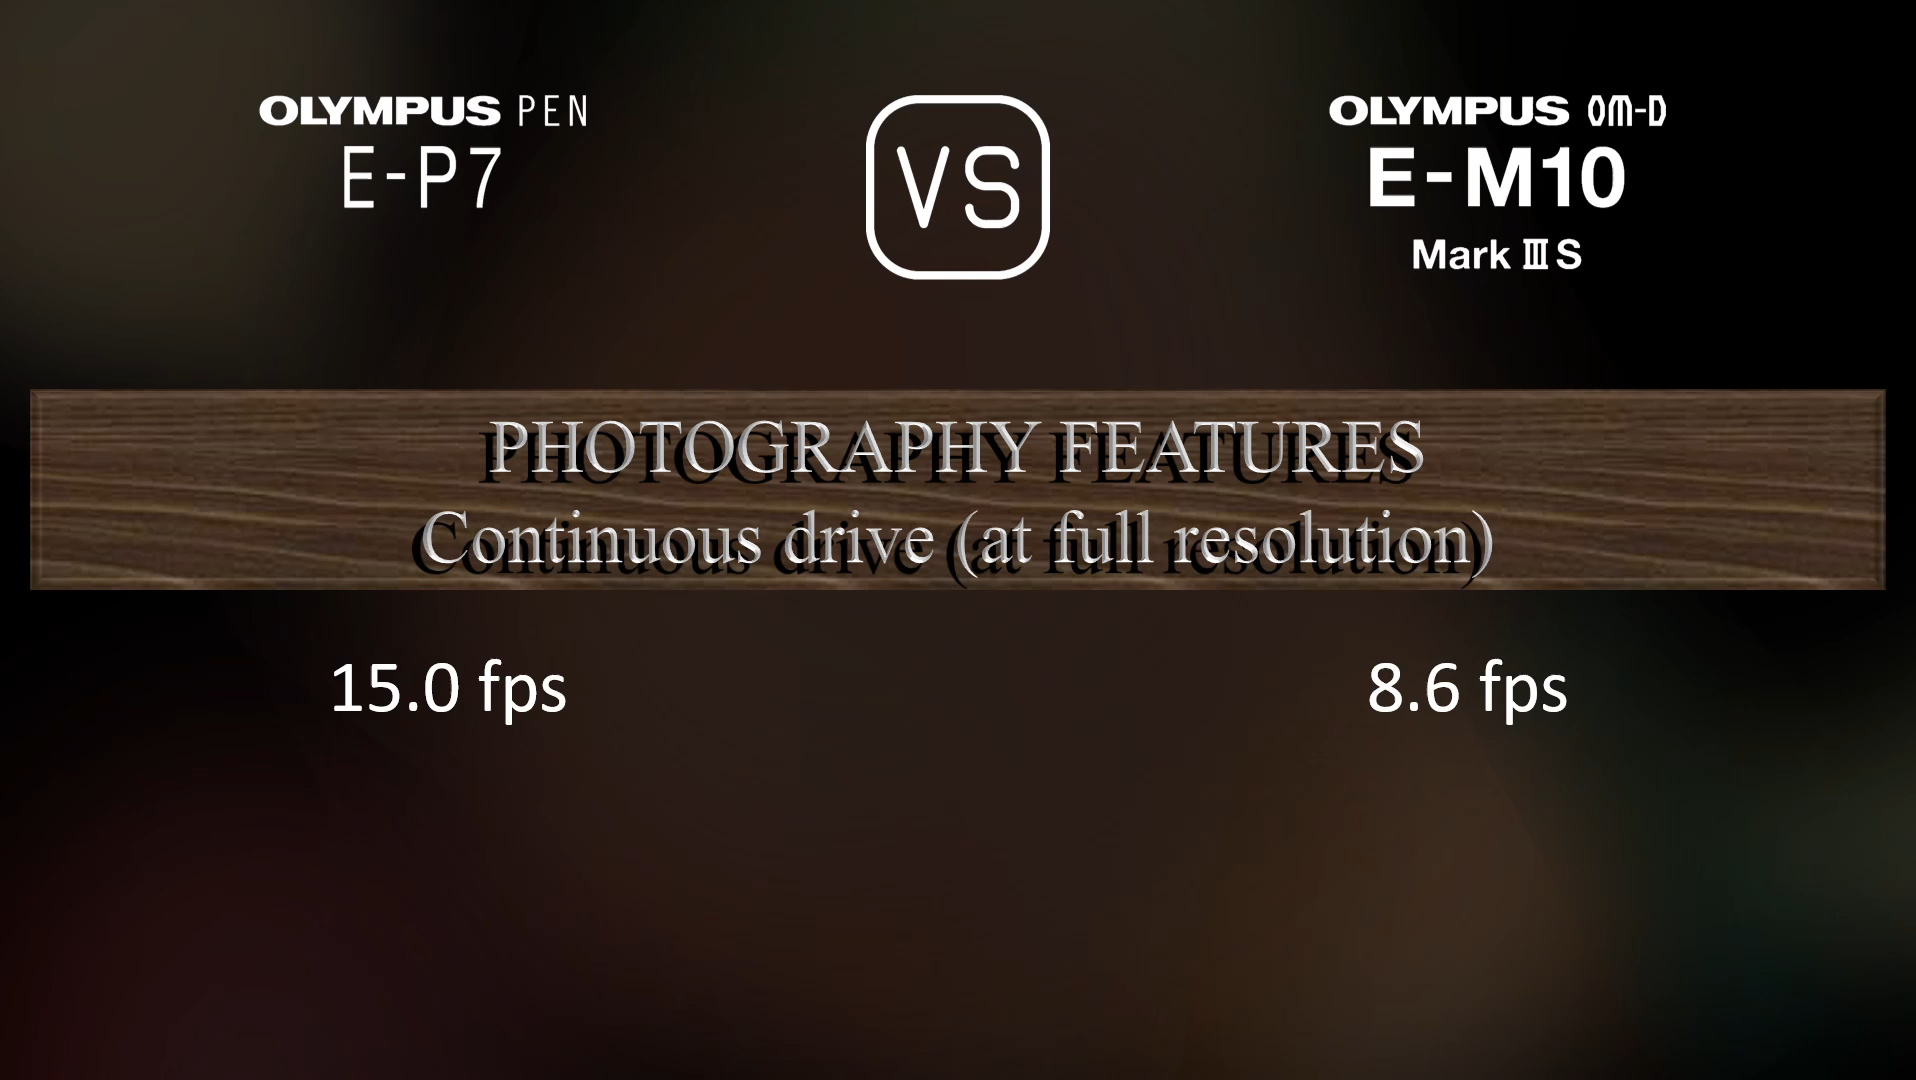 OLYMPUS PEN
E-P7
VS
OLYMPUS OM-D
E-M10
Mark III S
PHOTOGRAPHY FEATURES
Continuous drive (at full resolution)
15.0 fps
8.6 fps